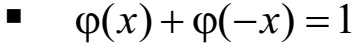 ▪ φ(x) + φ(−x) = 1